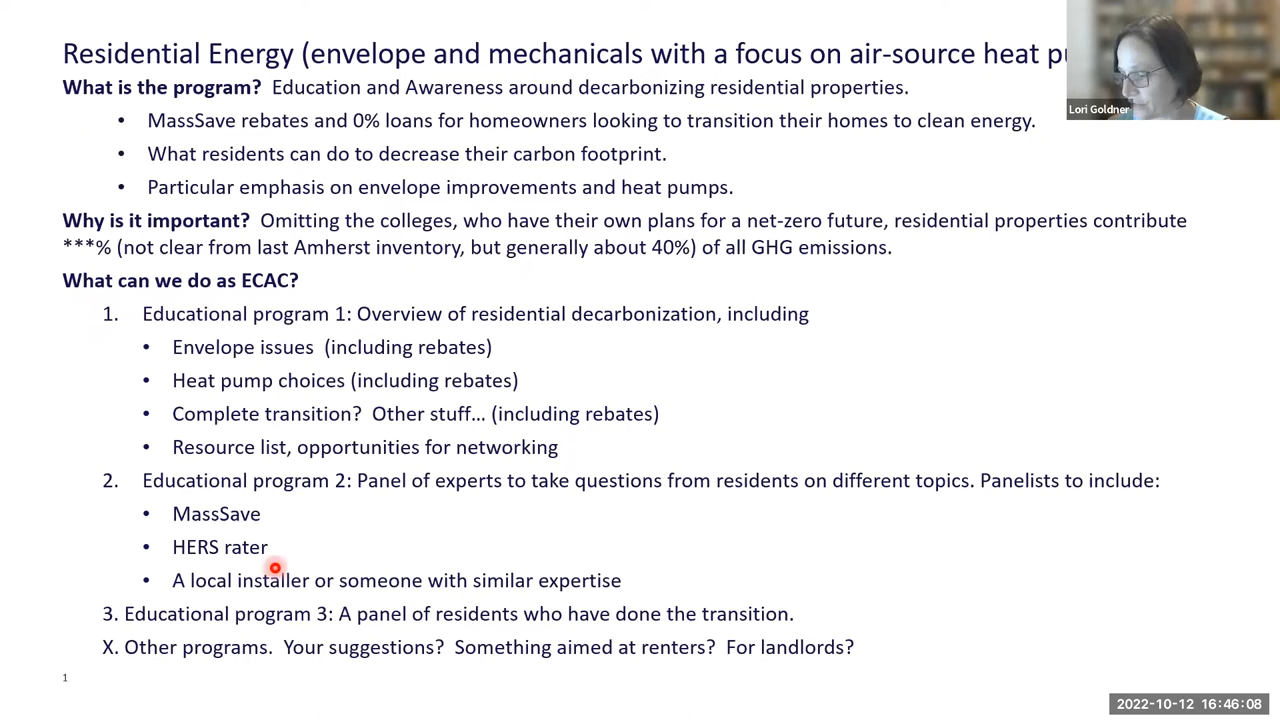 Residential Energy (envelope and mechanicals with a focus on air-source heat
What is the program? Education and Awareness around decarbonizing residential properties.
• MassSave rebates and 0% loans for homeowners looking to transition their homes to clean energy.
• What residents can do to decrease their carbon footprint.
• Particular emphasis on envelope improvements and heat pumps.
Why is it important? Omitting the colleges, who have their own plans for a net-zero future, residential properties contribute
***% (not clear from last Amherst inventory, but generally about 40%) of all GHG emissions.
What can we do as ECAC?
1. Educational program 1: Overview of residential decarbonization, including
• Envelope issues (including rebates)
• Heat pump choices (including rebates)
• Complete transition? Other stuff... (including rebates)
• Resource list, opportunities for networking
2. Educational program 2: Panel of experts to take questions from residents on different topics. Panelists to include:
• MassSave
• HERS rater
• A local installer or someone with similar expertise
3. Educational program 3: A panel of residents who have done the transition.
X. Other programs. Your suggestions? Something aimed at renters? For landlords?
1
Lori Goldner
2022-10-12 16:46:08